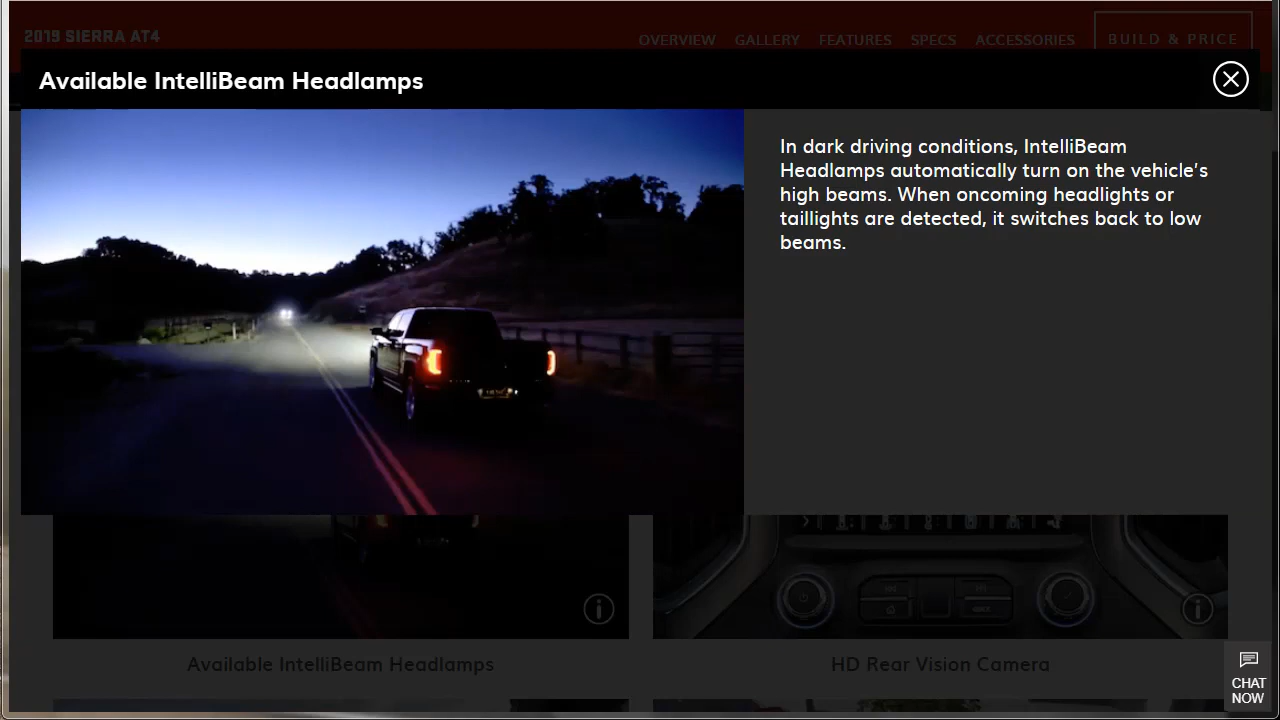 2019 SIERRA AT4
OVERVIEW GALLERY FEATURES SPECS ACCESSORIES BUILD & PRICE
Available IntelliBeam Headlamps
In dark driving conditions, IntelliBeam
Headlamps automatically turn on the vehicle's
high beams. When oncoming headlights or
taillights are detected, it switches back to low
beams.
Available IntelliBeam Headlamps
HD Rear Vision Camera
CHAT
NOW